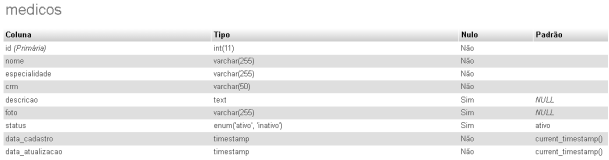 medicos
Coluna Tipo Nulo Padrão
id (Primária) int(11) Não
nome varchar(255) Não
especialidade varchar(255) Não
crm varchar(50) Não
descricao text Sim NULL
foto varchar(255) Sim NULL
status enum('ativo', 'inativo') Sim ativo
data_cadastro timestamp Não current_timestamp()
data_atualizacao timestamp Não current_timestamp()